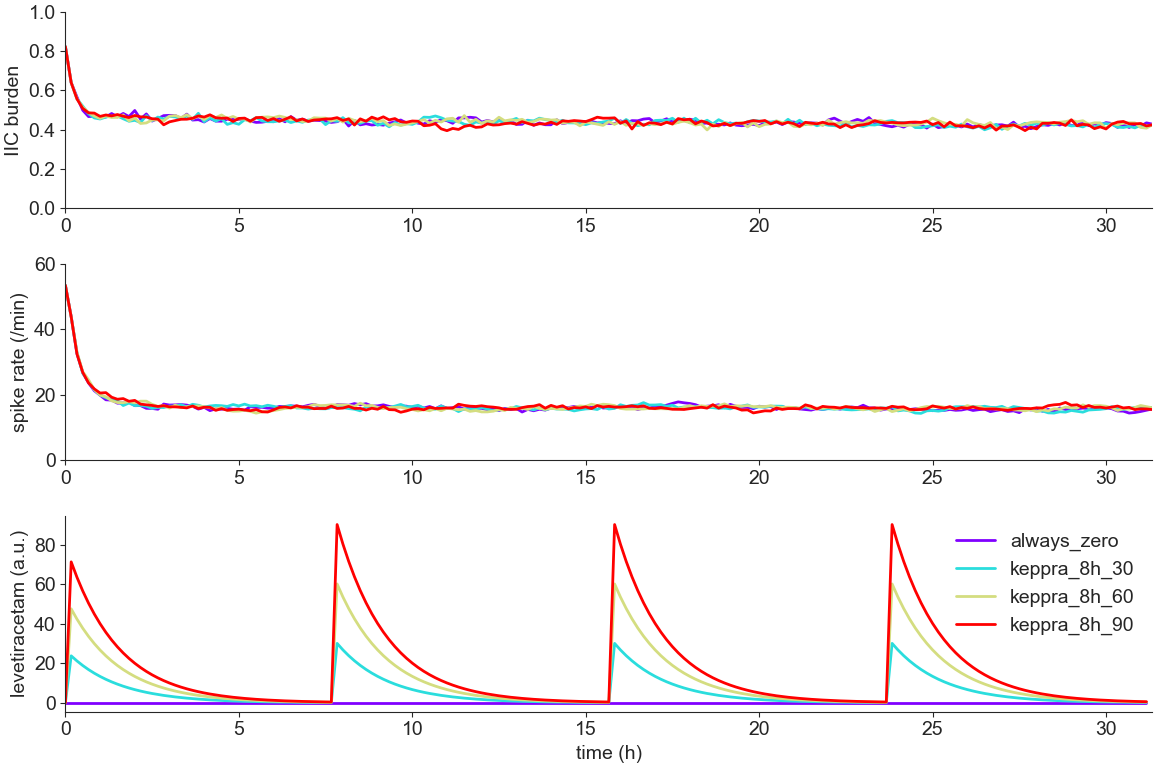 1.0
0.8
0.6
0.4
0.2
0.0
IIC burden
0 5 10 15 20 25 30
60
40
20
0
spike rate (/min)
0 5 10 15 20 25 30
80
60
40
20
0
levetiracetam (a.u.)
always_zero
keppra_8h_30
keppra_8h_60
keppra_8h_90
0 5 10 15 20 25 30
time (h)